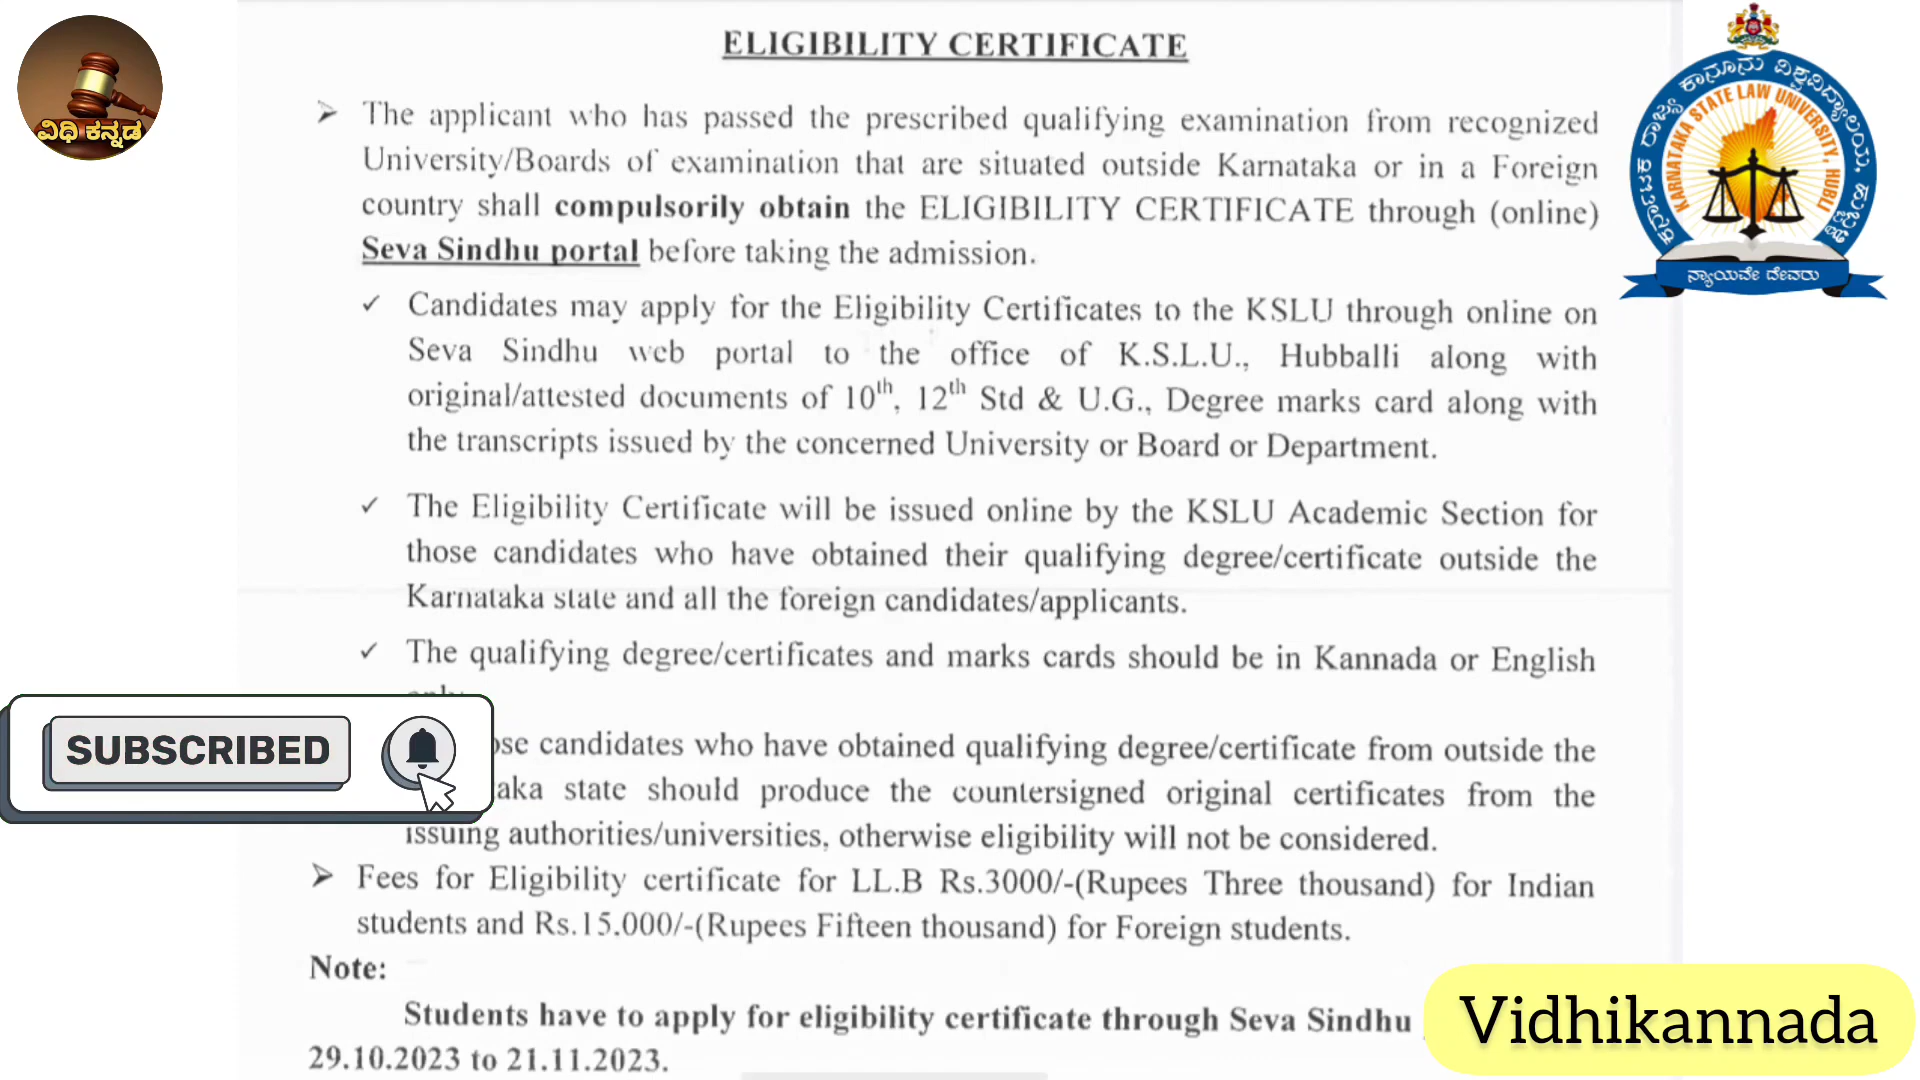 ELIGIBILITY CERTIFICATE
➢ The applicant who has passed the prescribed qualifying examination from recognized
University/Boards of examination that are situated outside Karnataka or in a Foreign
country shall compulsorily obtain the ELIGIBILITY CERTIFICATE through (online)
Seva Sindhu portal before taking the admission.
✓ Candidates may apply for the Eligibility Certificates to the KSLU through online on
Seva Sindhu web portal to the office of K.S.L.U., Hubballi along with
original/attested documents of 10th, 12th Std & U.G., Degree marks card along with
the transcripts issued by the concerned University or Board or Department.
✓ The Eligibility Certificate will be issued online by the KSLU Academic Section for
those candidates who have obtained their qualifying degree/certificate outside the
Karnataka state and all the foreign candidates/applicants.
✓ The qualifying degree/certificates and marks cards should be in Kannada or English
candidates who have obtained qualifying degree/certificate from outside the
state should produce the countersigned original certificates from the
issuing authorities/universities, otherwise eligibility will not be considered.
➢ Fees for Eligibility certificate for LL.B Rs.3000/-(Rupees Three thousand) for Indian
students and Rs.15,000/-(Rupees Fifteen thousand) for Foreign students.
Note:
Students have to apply for eligibility certificate through Seva Sindhu
29.10.2023 to 21.11.2023.
ವಿಧಿ ಕನ್ನಡ
ಕರ್ನಾಟಕ ರಾಜ್ಯ ಕಾನೂನು ವಿಶ್ವವಿದ್ಯಾಲಯ, ಹುಬ್ಬಳ್ಳಿ
KARNATAKA STATE LAW UNIVERSITY, HUBLI
ನ್ಯಾಯವೇ ದೇವರು
SUBSCRIBED
Vidhikannada